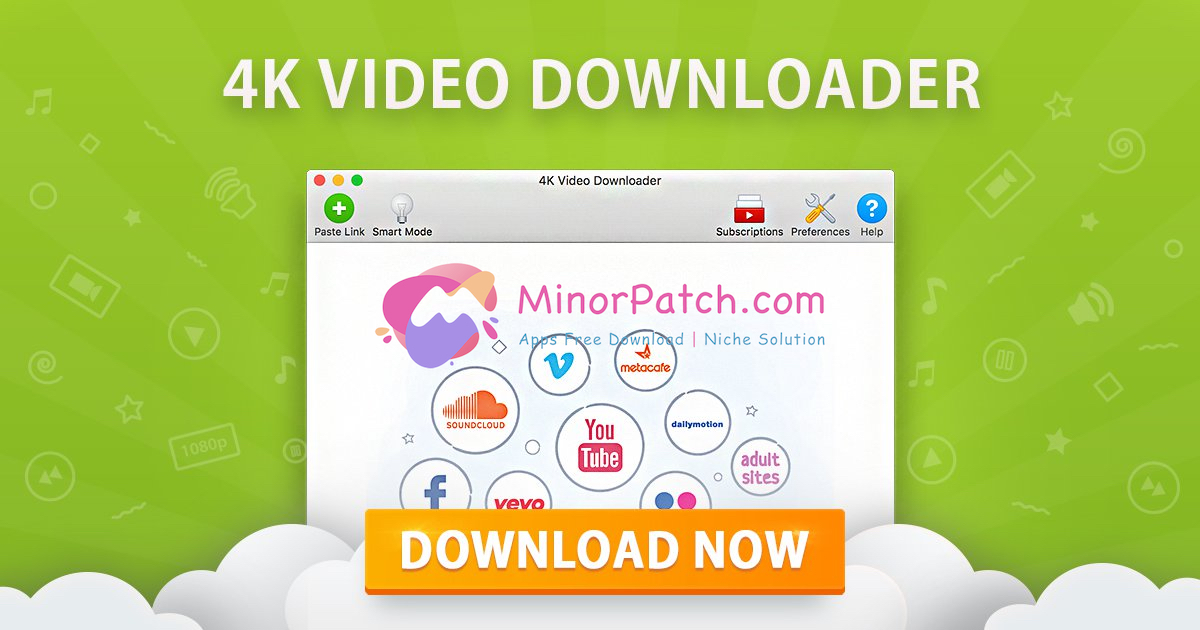 4K VIDEO DOWNLOADER
4K Video Downloader
Paste Link Smart Mode Subscriptions Preferences Help
MinorPatch.com
Apps Free Download | Niche Solution
metacafe
SOUNDCLOUD
You
Tube
dailymotion
adult
sites
1080p
f
vevo
DOWNLOAD NOW